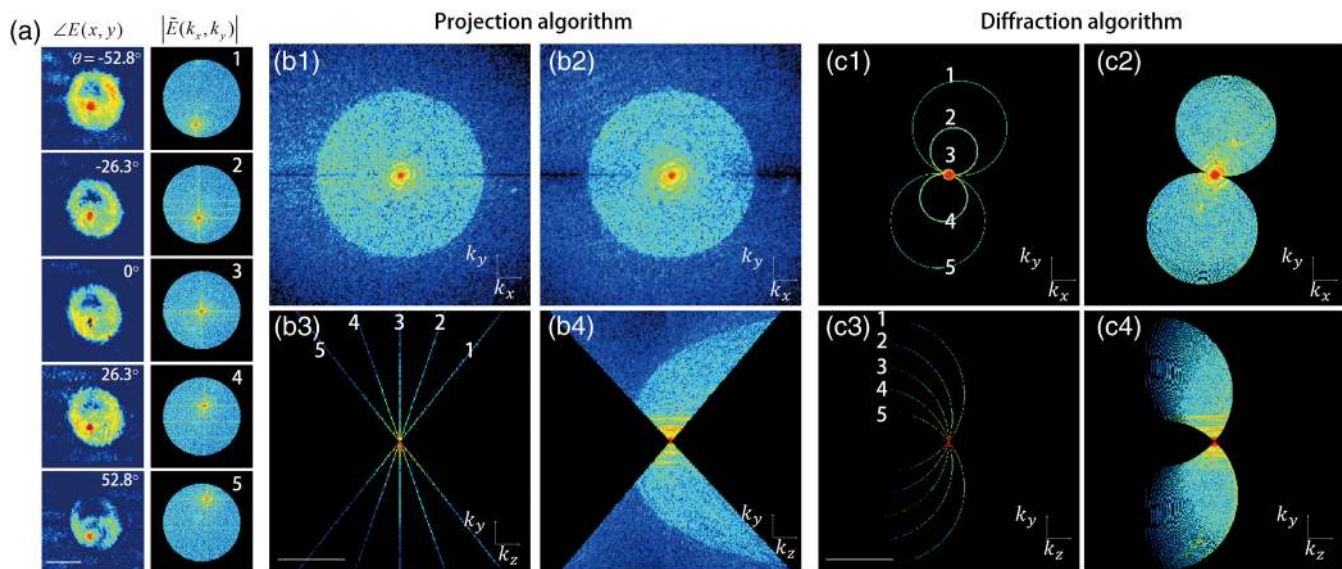 Projection algorithm
Diffraction algorithm
(a)
∠E(x, y)
|Ẽ(kx, ky)|
θ = -52.8°
1
-26.3°
2
0°
3
26.3°
4
52.8°
5
(b1)
ky
kx
(b2)
ky
kx
(b3)
5 4 3 2 1
ky
kz
(b4)
ky
kz
(c1)
1
2
3
4
5
ky
kx
(c2)
ky
kx
(c3)
1
2
3
4
5
ky
kz
(c4)
ky
kz